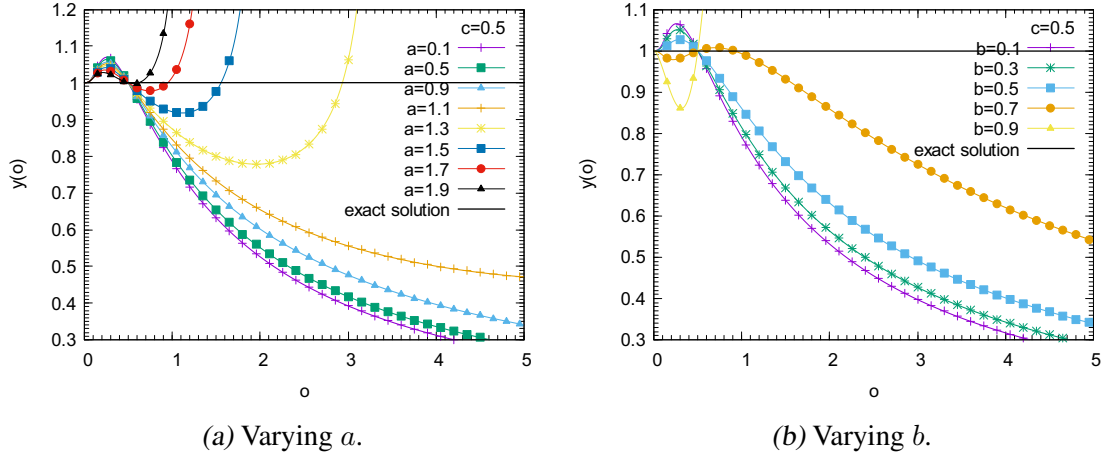 1.2
1.1
1
0.9
0.8
0.7
0.6
0.5
0.4
0.3
y(o)
0 1 2 3 4 5
o
c=0.5
a=0.1
a=0.5
a=0.9
a=1.1
a=1.3
a=1.5
a=1.7
a=1.9
exact solution
(a) Varying a.
1.1
1
0.9
0.8
0.7
0.6
0.5
0.4
0.3
y(o)
0 1 2 3 4 5
o
c=0.5
b=0.1
b=0.3
b=0.5
b=0.7
b=0.9
exact solution
(b) Varying b.